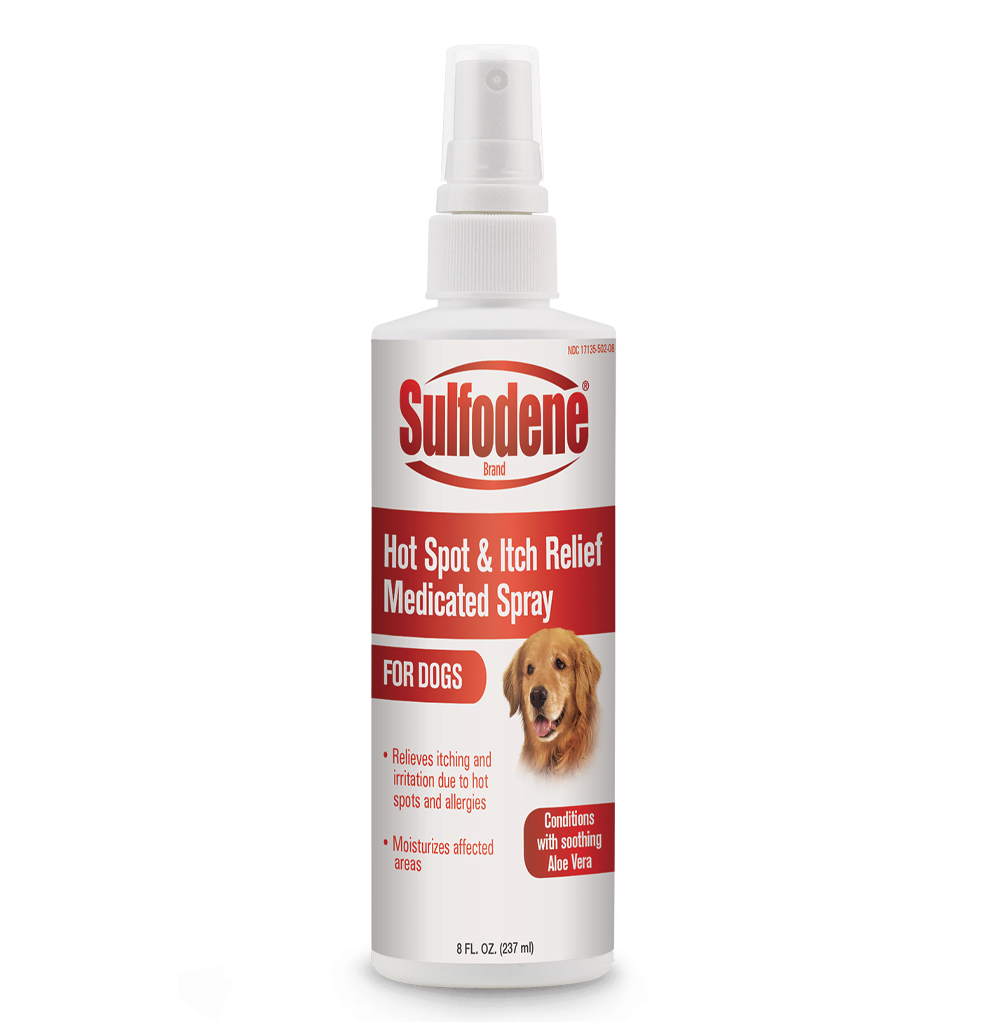 NDC 17135-502-08
Sulfodene®
Brand
Hot Spot & Itch Relief
Medicated Spray
FOR DOGS
• Relieves itching and
irritation due to hot
spots and allergies
• Moisturizes affected
areas
Conditions
with soothing
Aloe Vera
8 FL. OZ. (237 ml)